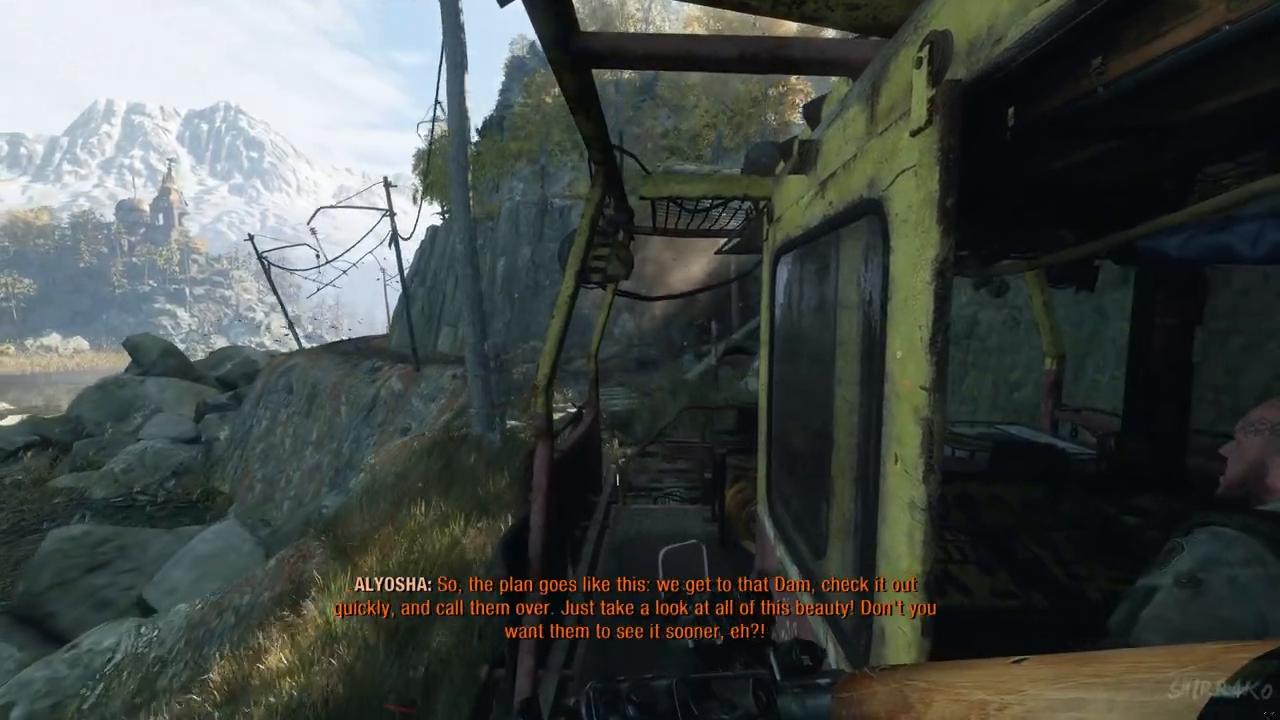 ALYOSHA: So, the plan goes like this: we get to that Dam, check it out
quickly, and call them over. Just take a look at all of this beauty! Don't you
want them to see it sooner, eh?!
SHIRRAKO